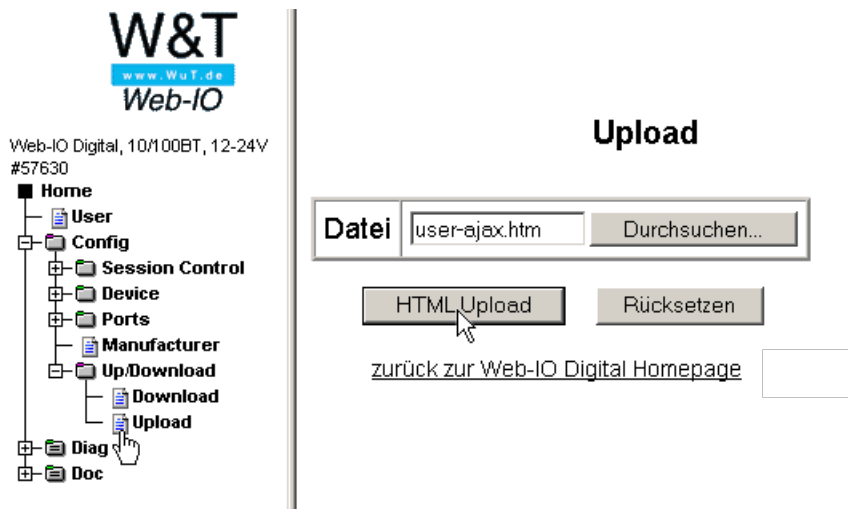 W&T
www.WuT.de
Web-IO
Web-IO Digital, 10/100BT, 12-24V
#57630
Home
User
Config
Session Control
Device
Ports
Manufacturer
Up/Download
Download
Upload
Diag
Doc
Upload
Datei user-ajax.htm Durchsuchen...
HTML Upload Rücksetzen
zurück zur Web-IO Digital Homepage